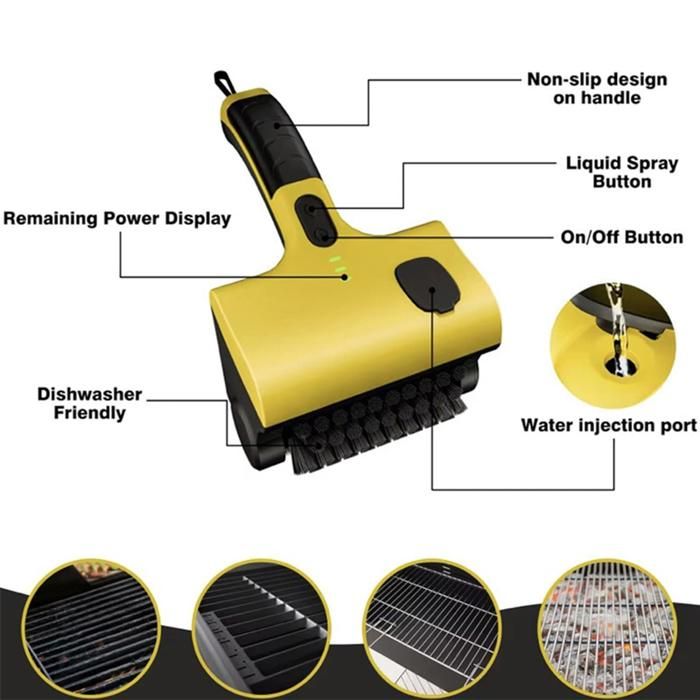 Non-slip design
on handle
Liquid Spray
Button
Remaining Power Display
On/Off Button
Dishwasher
Friendly
Water injection port